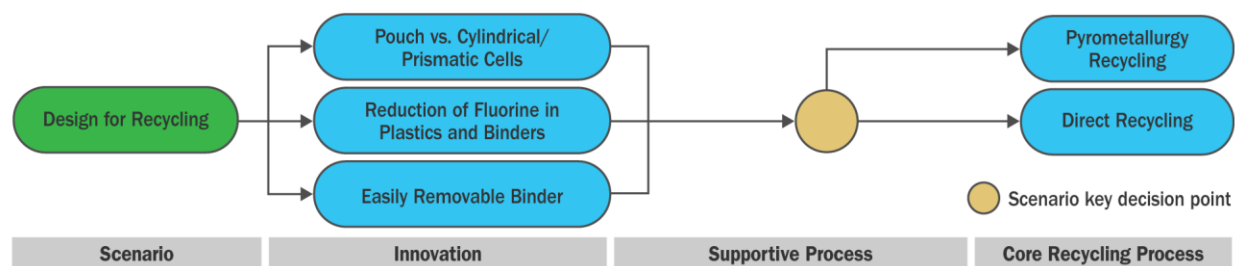 Design for Recycling
Pouch vs. Cylindrical/
Prismatic Cells
Reduction of Fluorine in
Plastics and Binders
Easily Removable Binder
Pyrometallurgy
Recycling
Direct Recycling
Scenario key decision point
Scenario
Innovation
Supportive Process
Core Recycling Process